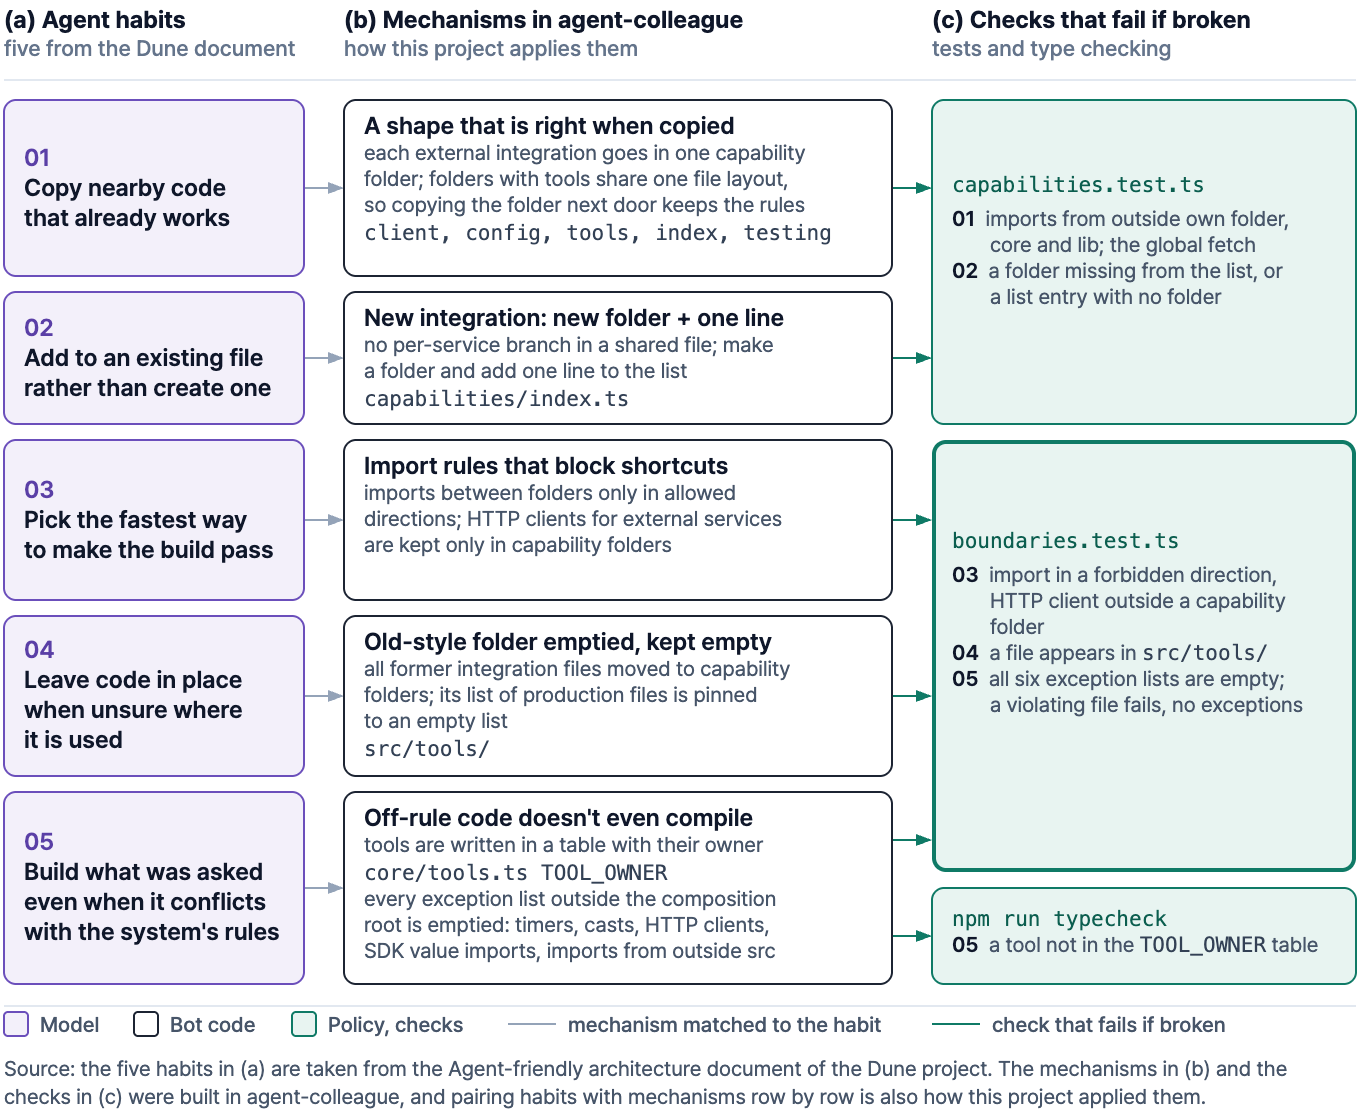 (a) Agent habits
five from the Dune document
(b) Mechanisms in agent-colleague
how this project applies them
(c) Checks that fail if broken
tests and type checking
01
Copy nearby code
that already works
A shape that is right when copied
each external integration goes in one capability
folder; folders with tools share one file layout,
so copying the folder next door keeps the rules
client, config, tools, index, testing
capabilities.test.ts
01 imports from outside own folder,
core and lib; the global fetch
02 a folder missing from the list, or
a list entry with no folder
02
Add to an existing file
rather than create one
New integration: new folder + one line
no per-service branch in a shared file; make
a folder and add one line to the list
capabilities/index.ts
03
Pick the fastest way
to make the build pass
Import rules that block shortcuts
imports between folders only in allowed
directions; HTTP clients for external services
are kept only in capability folders
boundaries.test.ts
03 import in a forbidden direction,
HTTP client outside a capability
folder
04 a file appears in src/tools/
05 all six exception lists are empty;
a violating file fails, no exceptions
04
Leave code in place
when unsure where
it is used
Old-style folder emptied, kept empty
all former integration files moved to capability
folders; its list of production files is pinned
to an empty list
src/tools/
05
Build what was asked
even when it conflicts
with the system's rules
Off-rule code doesn't even compile
tools are written in a table with their owner
core/tools.ts TOOL_OWNER
every exception list outside the composition
root is emptied: timers, casts, HTTP clients,
SDK value imports, imports from outside src
npm run typecheck
05 a tool not in the TOOL_OWNER table
Model
Bot code
Policy, checks
mechanism matched to the habit
check that fails if broken
Source: the five habits in (a) are taken from the Agent-friendly architecture document of the Dune project. The mechanisms in (b) and the
checks in (c) were built in agent-colleague, and pairing habits with mechanisms row by row is also how this project applied them.